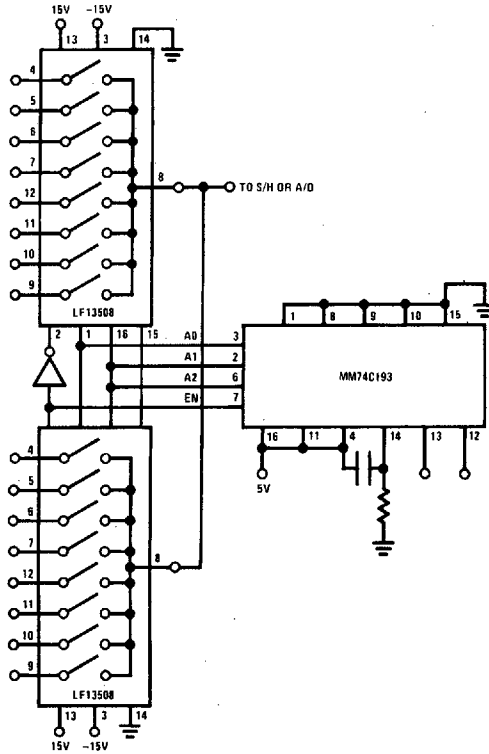 15V -15V
13 3 14
4
5
6
7
12
11
10
9
8
TO S/H OR A/D
LF13508
2 1 16 15
A0 3
A1 2
A2 6
EN 7
1 8 9 10 15
MM74C193
16 11 4 14 13 12
5V
4
5
6
7
12
11
10
9
8
LF13508
13 3 14
15V -15V